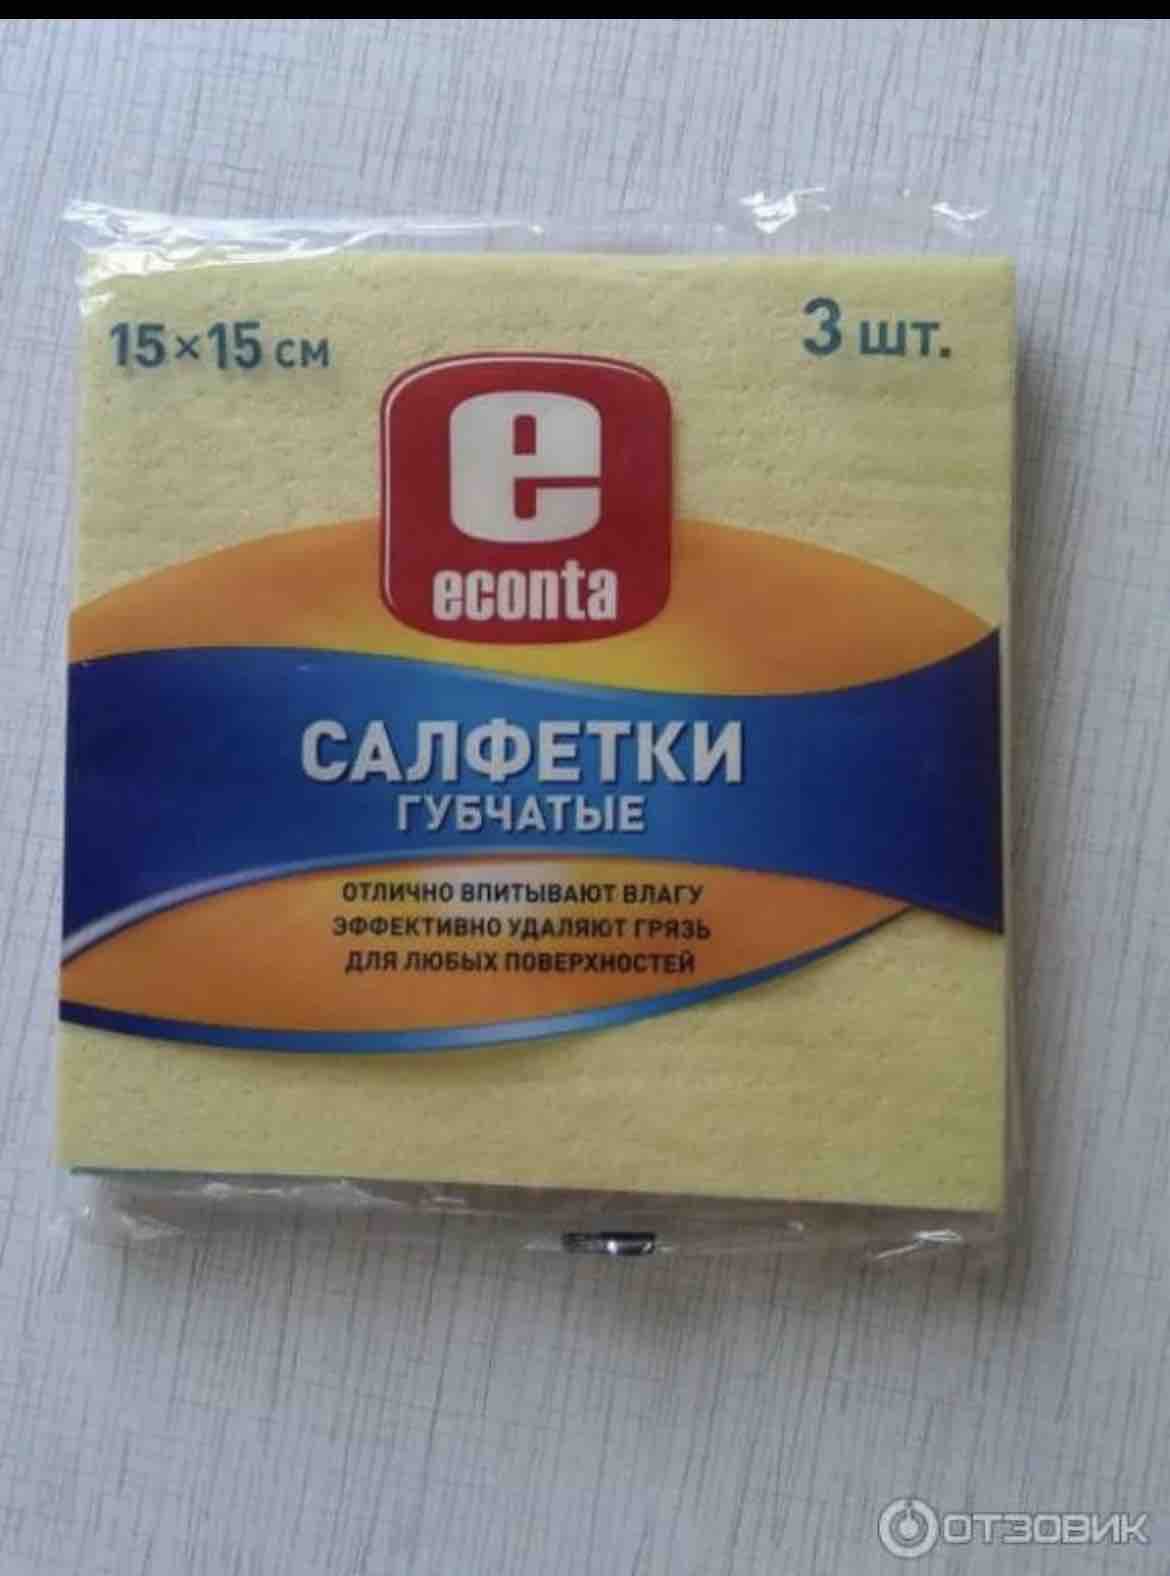 15×15 см
3 шт.
e
econta
САЛФЕТКИ
ГУБЧАТЫЕ
ОТЛИЧНО ВПИТЫВАЮТ ВЛАГУ
ЭФФЕКТИВНО УДАЛЯЮТ ГРЯЗЬ
ДЛЯ ЛЮБЫХ ПОВЕРХНОСТЕЙ
ОТЗОВИК